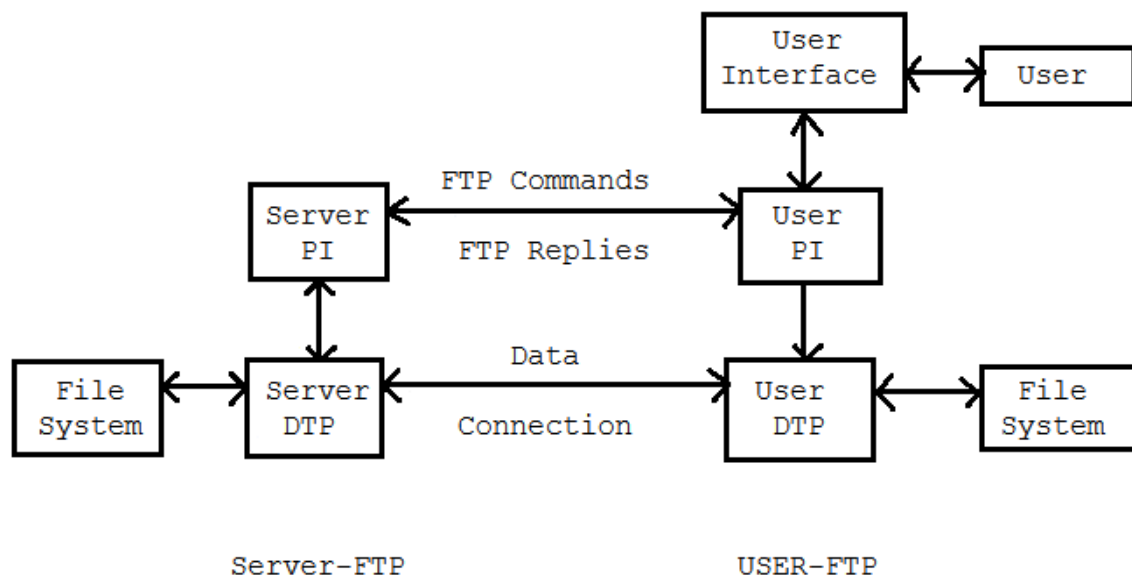 User
Interface
User
FTP Commands
Server
PI
User
PI
FTP Replies
Data
File
System
Server
DTP
User
DTP
File
System
Connection
Server-FTP
USER-FTP